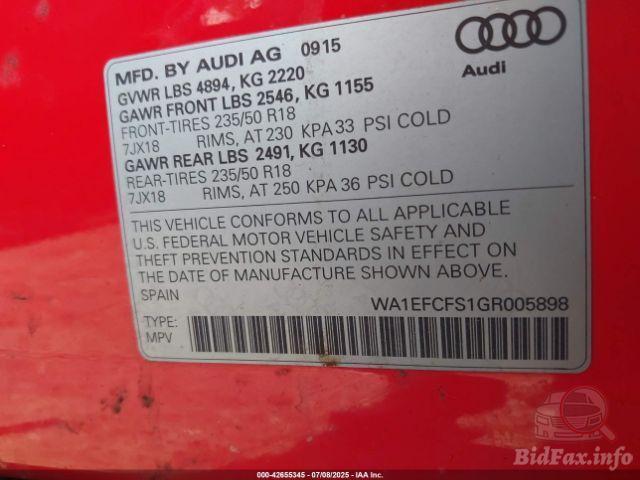 MFD. BY AUDI AG 0915
GVWR LBS 4894, KG 2220
GAWR FRONT LBS 2546, KG 1155
FRONT-TIRES 235/50 R18
7JX18 RIMS, AT 230 KPA 33 PSI COLD
GAWR REAR LBS 2491, KG 1130
REAR-TIRES 235/50 R18
7JX18 RIMS, AT 250 KPA 36 PSI COLD
Audi
THIS VEHICLE CONFORMS TO ALL APPLICABLE
U.S. FEDERAL MOTOR VEHICLE SAFETY AND
THEFT PREVENTION STANDARDS IN EFFECT ON
THE DATE OF MANUFACTURE SHOWN ABOVE.
SPAIN
WA1EFCFS1GR005898
TYPE:
MPV
BidFax.info
000-42655345 07/08/2025 IAA Inc.